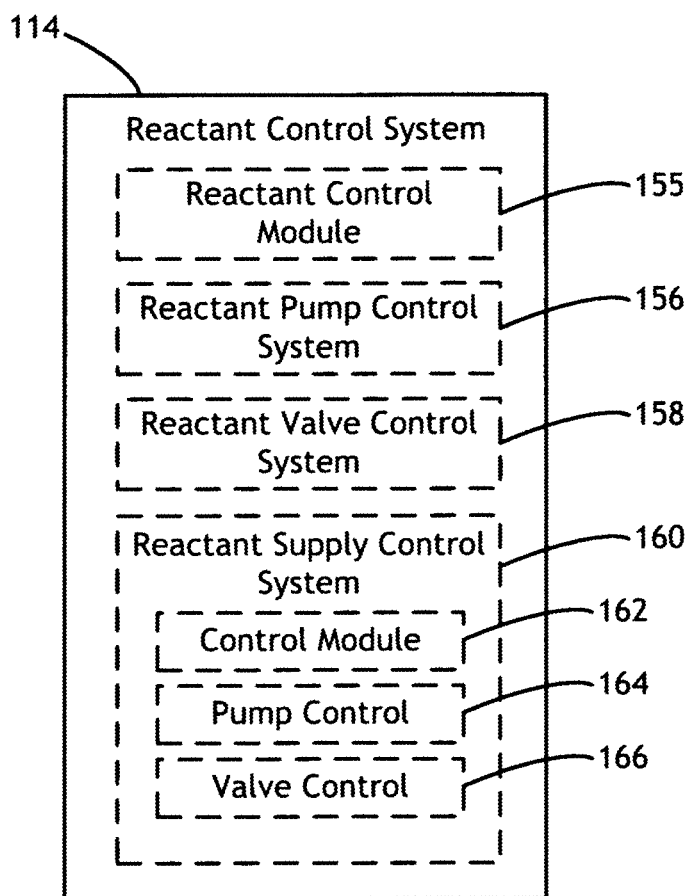 114
Reactant Control System
Reactant Control
Module
155
Reactant Pump Control
System
156
Reactant Valve Control
System
158
Reactant Supply Control
System
160
Control Module
162
Pump Control
164
Valve Control
166